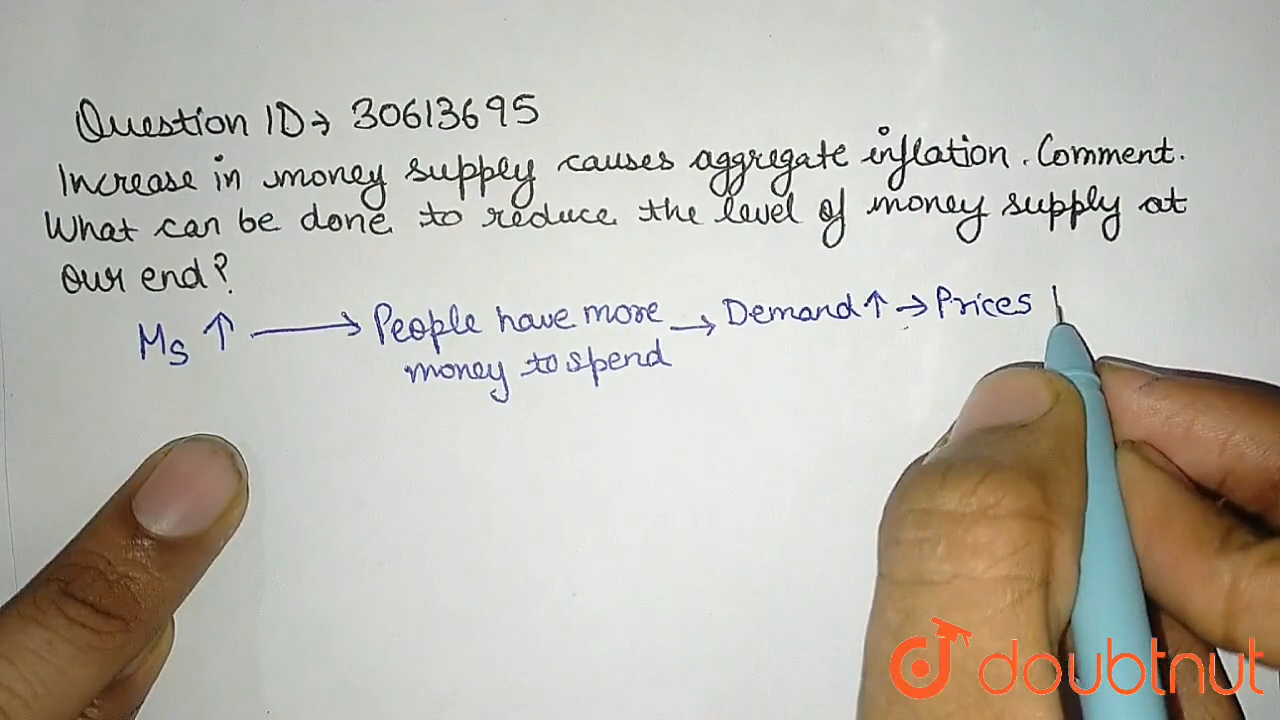 Question ID→ 30613695
Increase in money supply causes aggregate inflation. Comment.
What can be done to reduce the level of money supply at
our end?
Ms ↑ → People have more → Demand ↑ → Prices
money to spend
doubtnut